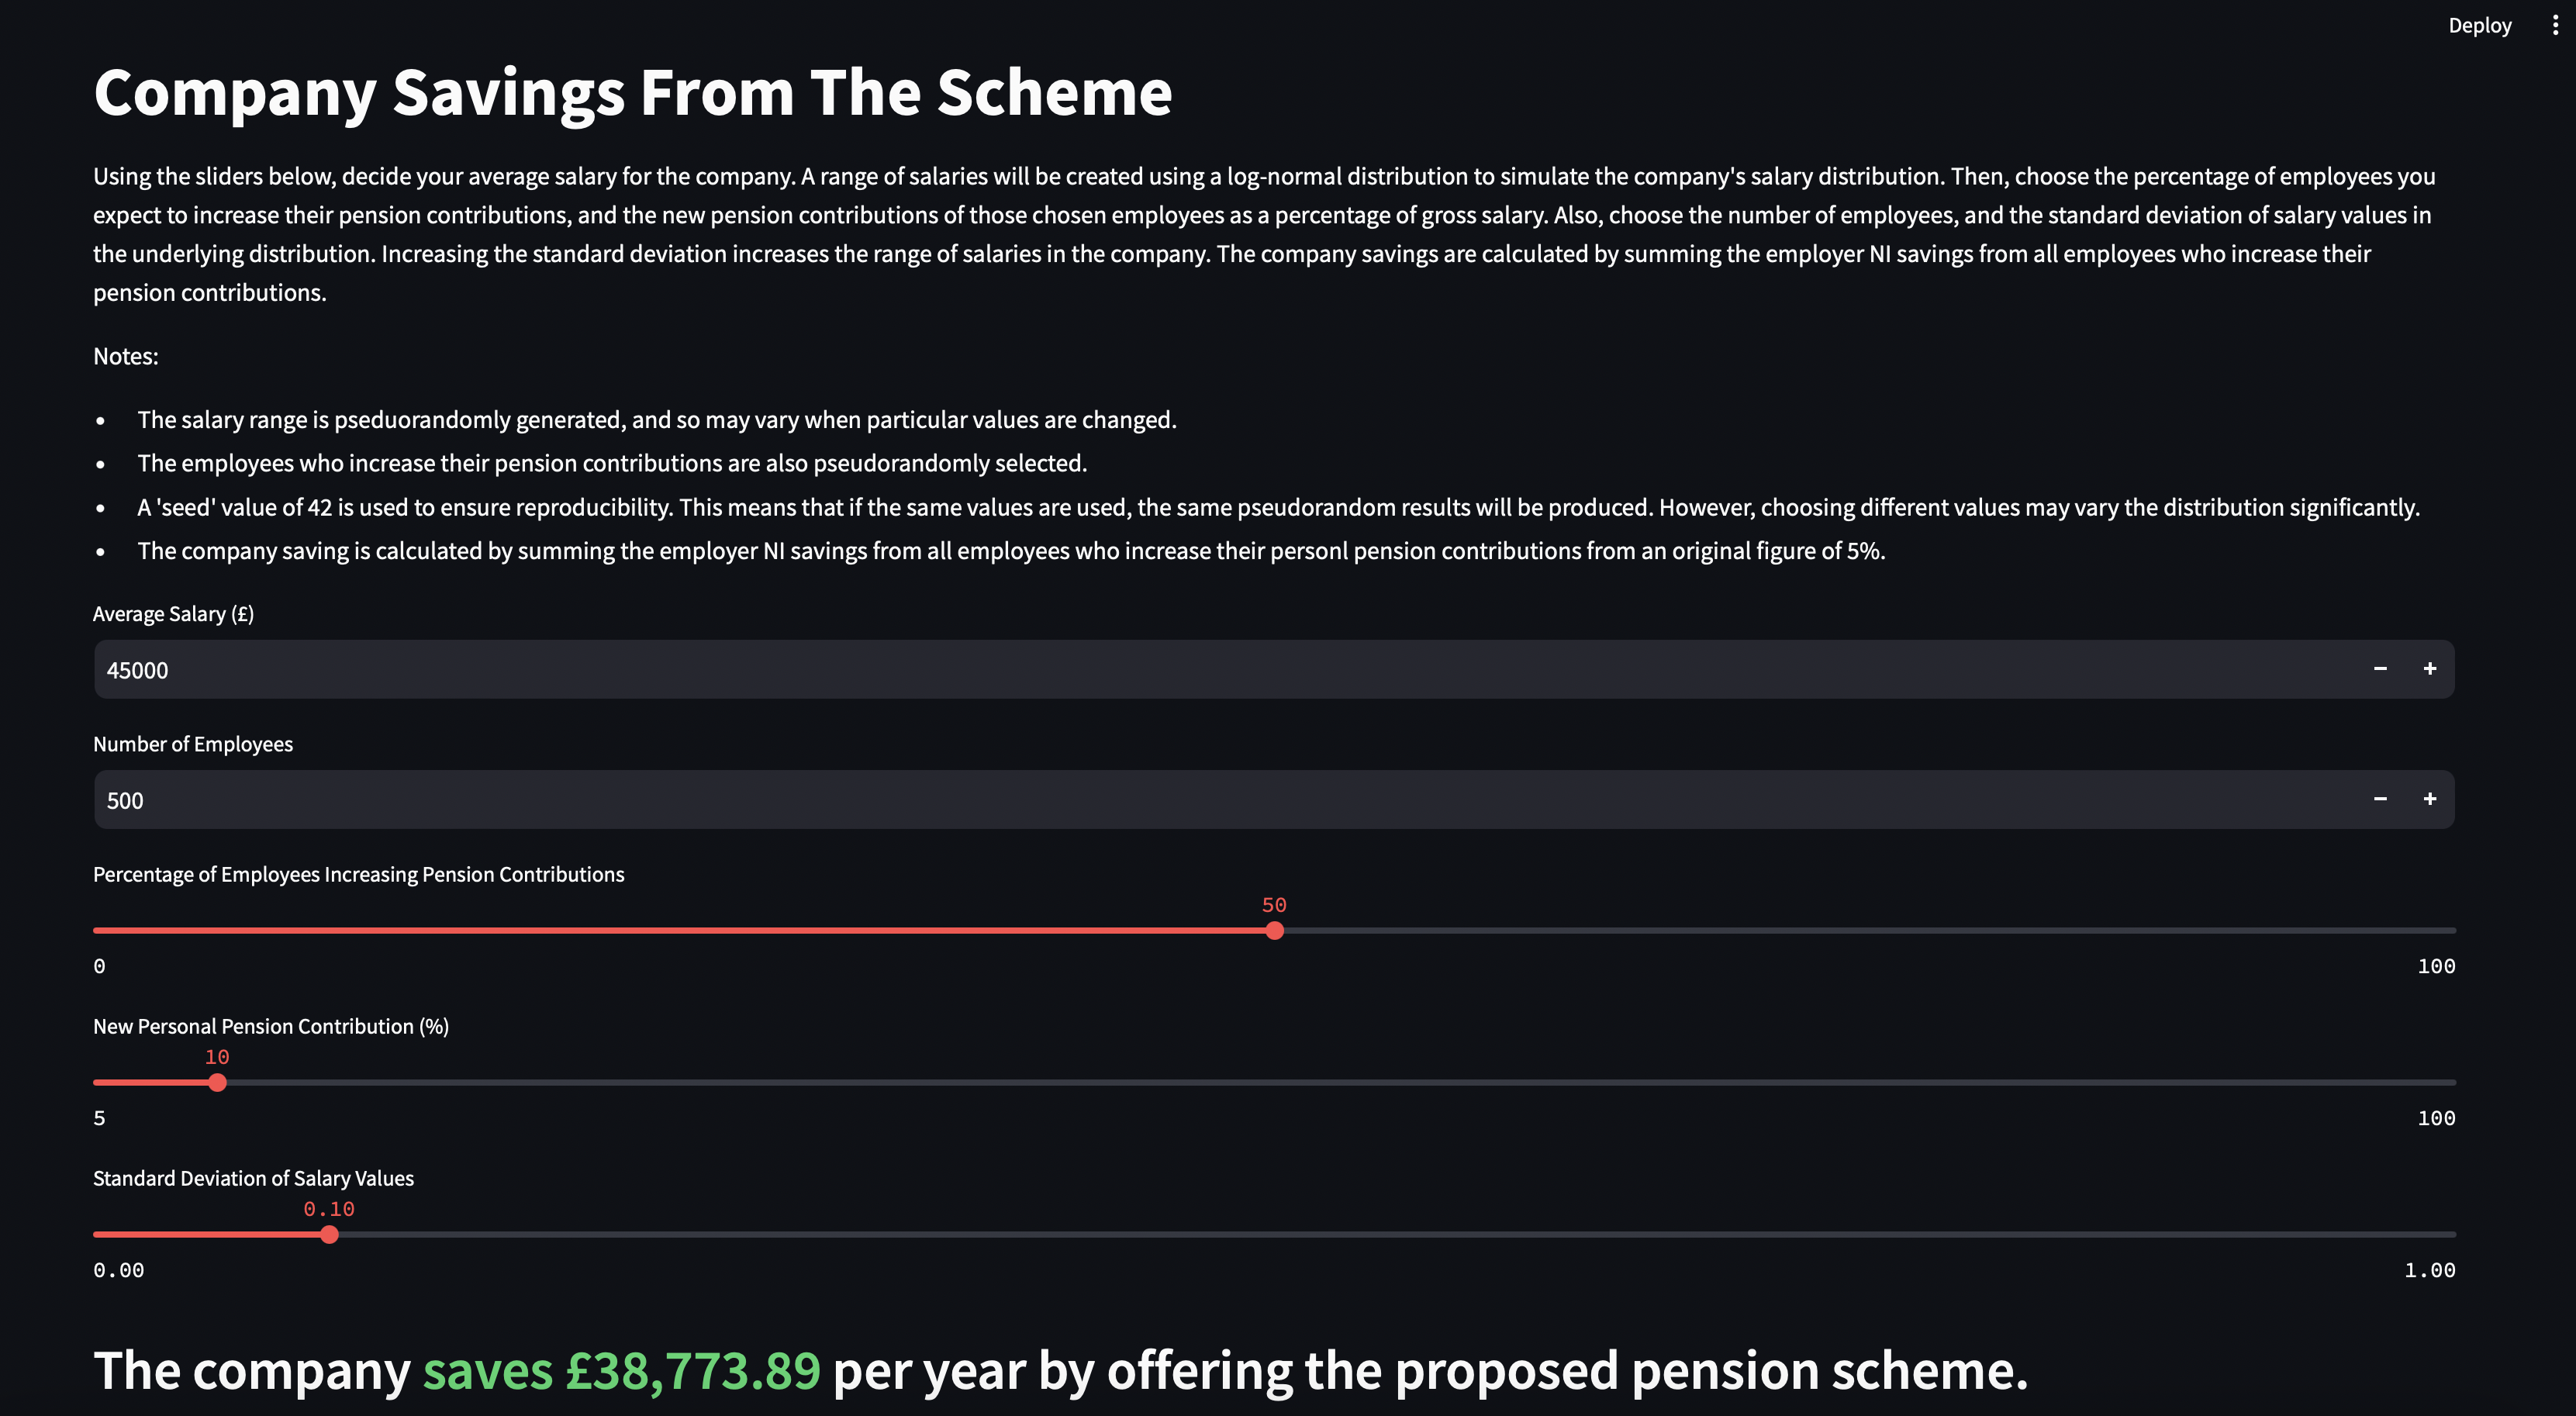 Deploy
Company Savings From The Scheme
Using the sliders below, decide your average salary for the company. A range of salaries will be created using a log-normal distribution to simulate the company's salary distribution. Then, choose the percentage of employees you
expect to increase their pension contributions, and the new pension contributions of those chosen employees as a percentage of gross salary. Also, choose the number of employees, and the standard deviation of salary values in
the underlying distribution. Increasing the standard deviation increases the range of salaries in the company. The company savings are calculated by summing the employer NI savings from all employees who increase their
pension contributions.
Notes:
• The salary range is pseduorandomly generated, and so may vary when particular values are changed.
• The employees who increase their pension contributions are also pseudorandomly selected.
• A 'seed' value of 42 is used to ensure reproducibility. This means that if the same values are used, the same pseudorandom results will be produced. However, choosing different values may vary the distribution significantly.
• The company saving is calculated by summing the employer NI savings from all employees who increase their personl pension contributions from an original figure of 5%.
Average Salary (£)
45000
Number of Employees
500
Percentage of Employees Increasing Pension Contributions
50
0 100
New Personal Pension Contribution (%)
10
5 100
Standard Deviation of Salary Values
0.10
0.00 1.00
The company saves £38,773.89 per year by offering the proposed pension scheme.